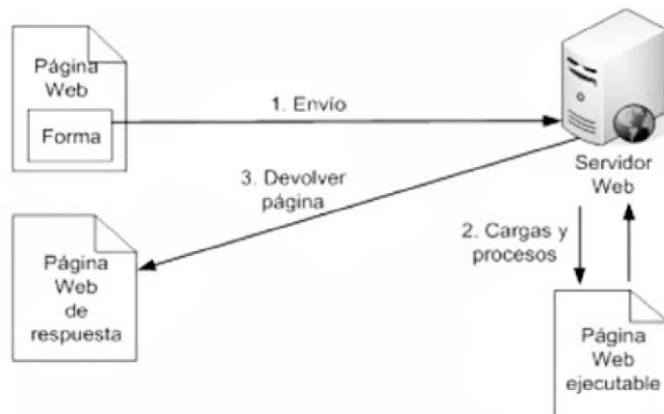 Página
Web
Forma
1. Envío
Servidor
Web
3. Devolver
página
2. Cargas y
procesos
Página
Web
de
respuesta
Página
Web
ejecutable